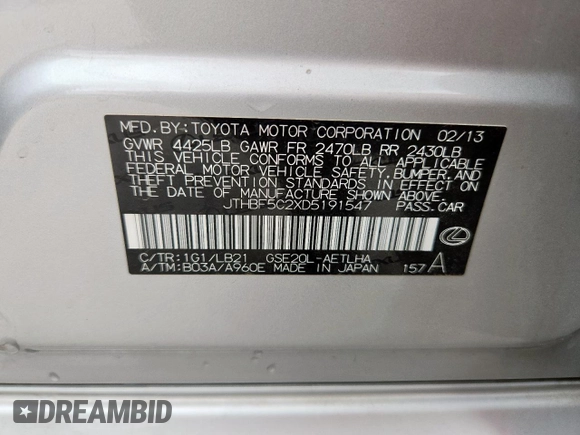 MFD.BY:TOYOTA MOTOR CORPORATION 02/13
GVWR 4425LB GAWR FR 2470LB RR 2430LB
THIS VEHICLE CONFORMS TO ALL APPLICABLE
FEDERAL MOTOR VEHICLE SAFETY,BUMPER,AND
THEFT PREVENTION STANDARDS IN EFFECT ON
THE DATE OF MANUFACTURE SHOWN ABOVE.
JTHBF5C2XD5191547 PASS.CAR
C/TR:1G1/LB21 GSE20L-AETLHA
A/TM:B03A/A960E MADE IN JAPAN 157A
DREAMBID